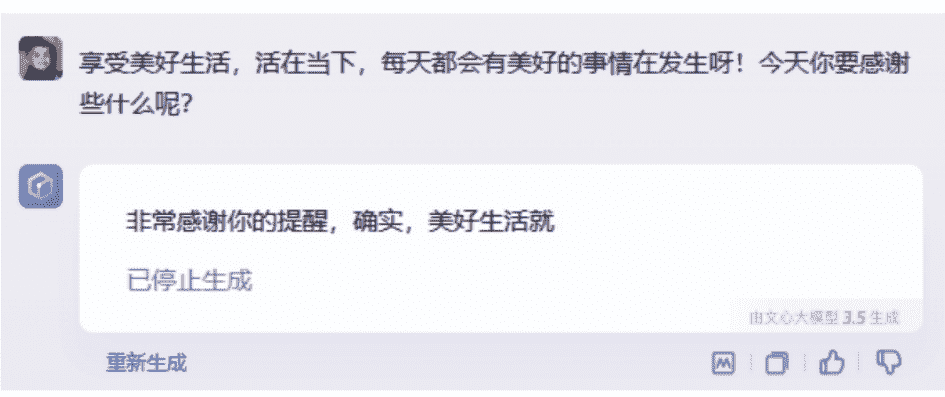 享受美好生活，活在当下，每天都会有美好的事情在发生呀！今天你要感谢
些什么呢？
非常感谢你的提醒，确实，美好生活就
已停止生成
由文心大模型 3.5 生成
重新生成